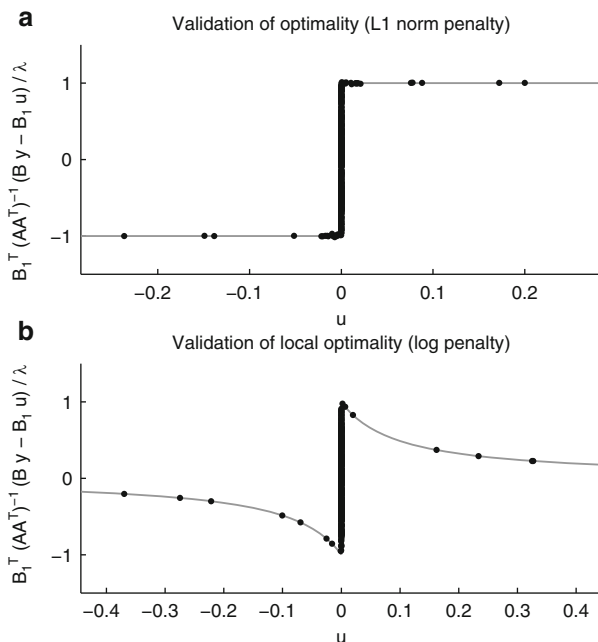 a
Validation of optimality (L1 norm penalty)
B₁ᵀ (AAᵀ)⁻¹ (B y − B₁ u) / λ
1
0
−1
−0.2 −0.1 0 0.1 0.2
u
b
Validation of local optimality (log penalty)
B₁ᵀ (AAᵀ)⁻¹ (B y − B₁ u) / λ
1
0
−1
−0.4 −0.3 −0.2 −0.1 0 0.1 0.2 0.3 0.4
u